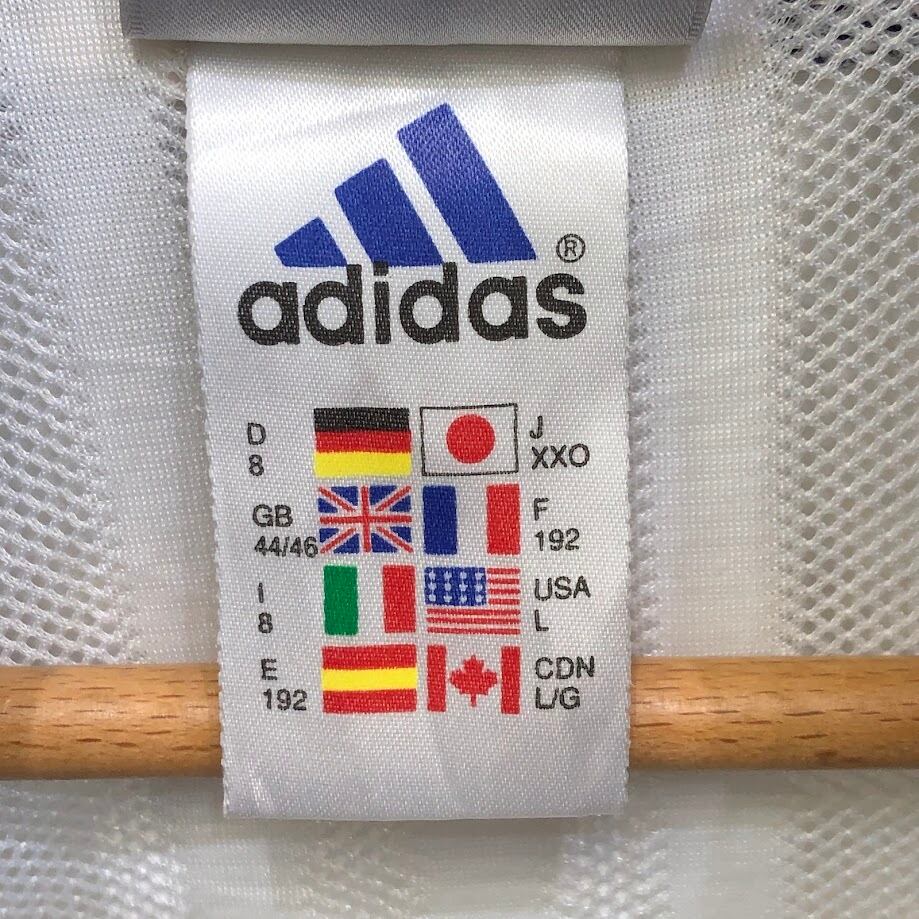 adidas®
D
8
J
XXO
GB
44/46
F
192
I
8
USA
L
E
192
CDN
L/G